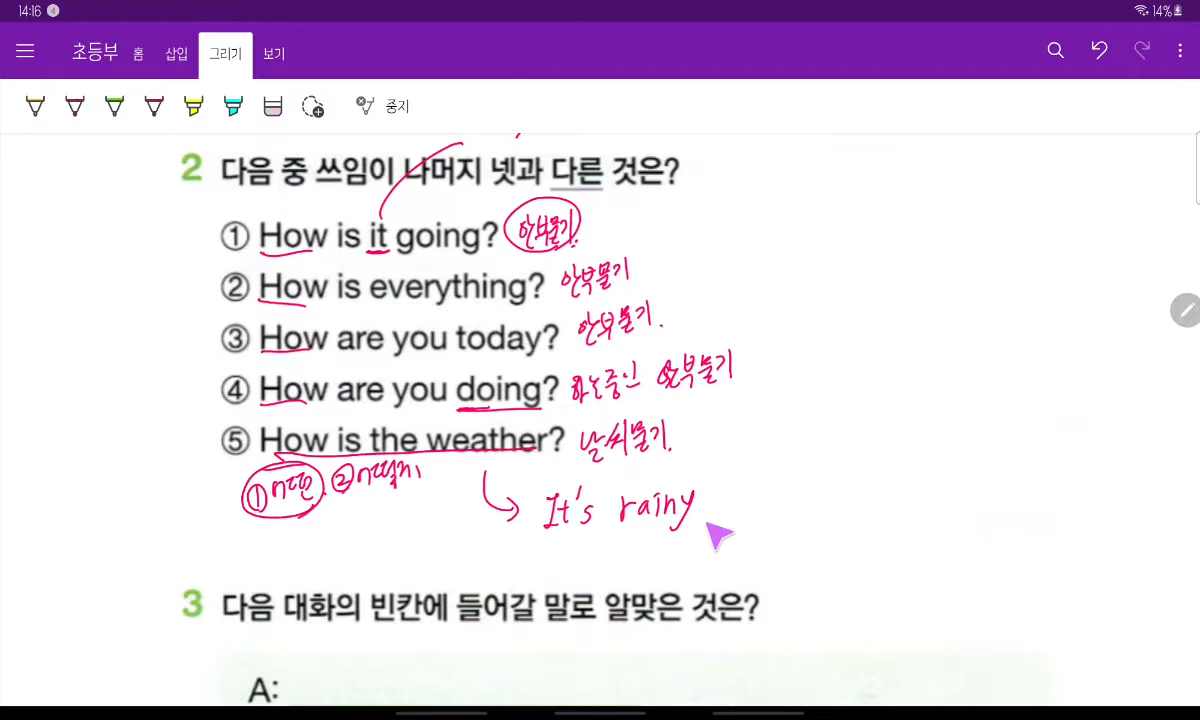 14:16 4 14%
초등부 홈 삽입 그리기 보기
중지
2 다음 중 쓰임이 나머지 넷과 다른 것은?
① How is it going? 안부묻기.
② How is everything? 안부묻기
③ How are you today? 안부묻기.
④ How are you doing? 하는중인 안부묻기
⑤ How is the weather? 날씨묻기.
① 어떤. ② 어떻게
It's rainy
3 다음 대화의 빈칸에 들어갈 말로 알맞은 것은?
A: